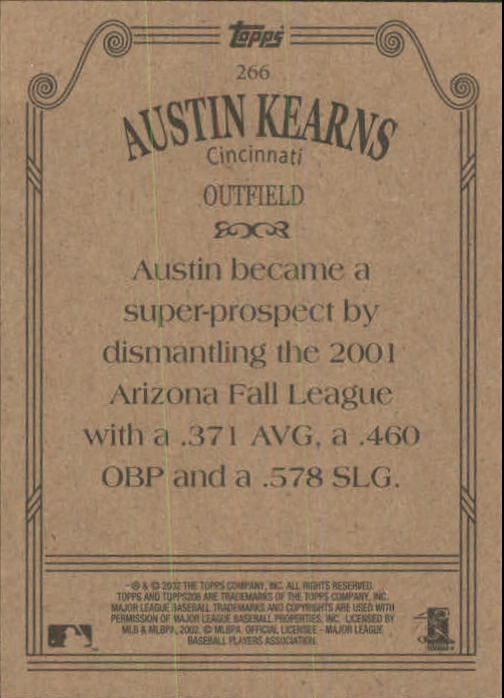 Topps
266
AUSTIN KEARNS
Cincinnati
OUTFIELD
Austin became a
super-prospect by
dismantling the 2001
Arizona Fall League
with a .371 AVG, a .460
OBP and a .578 SLG.
® & © 2002 THE TOPPS COMPANY, INC. ALL RIGHTS RESERVED.
TOPPS AND TOPPS206 ARE TRADEMARKS OF THE TOPPS COMPANY, INC.
MAJOR LEAGUE BASEBALL TRADEMARKS AND COPYRIGHTS ARE USED WITH
PERMISSION OF MAJOR LEAGUE BASEBALL PROPERTIES, INC. LICENSED BY
MLB & MLBPA, 2002. © MLBPA. OFFICIAL LICENSEE - MAJOR LEAGUE
BASEBALL PLAYERS ASSOCIATION.